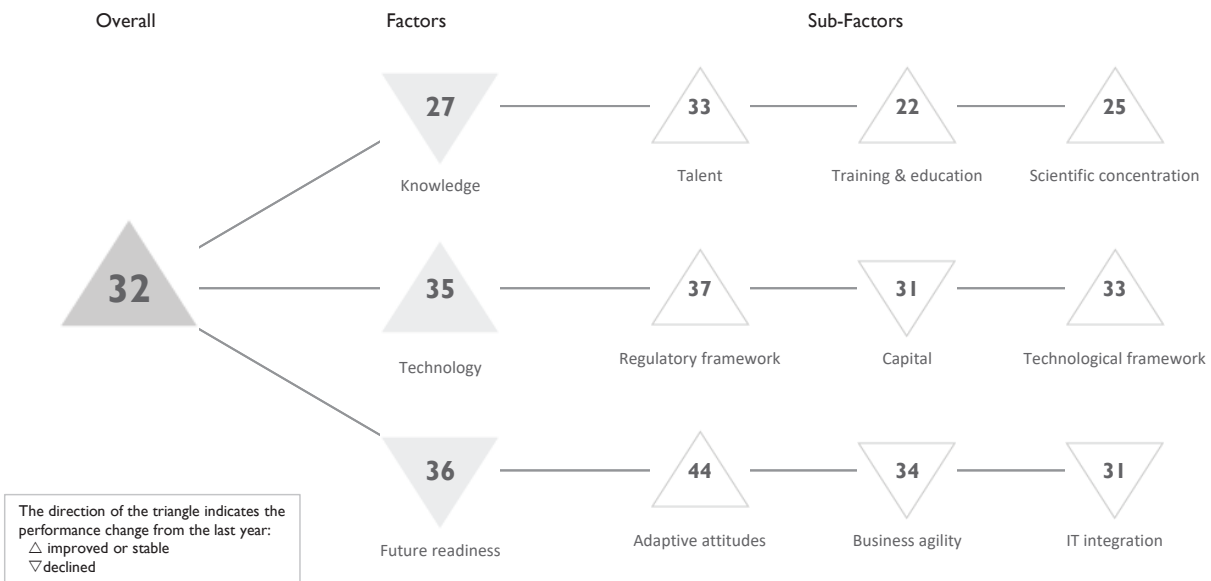 Overall Factors Sub-Factors
27 33 22 25
Knowledge Talent Training & education Scientific concentration
32 35 37 31 33
Technology Regulatory framework Capital Technological framework
36 44 34 31
Future readiness Adaptive attitudes Business agility IT integration
The direction of the triangle indicates the
performance change from the last year:
△ improved or stable
▽declined